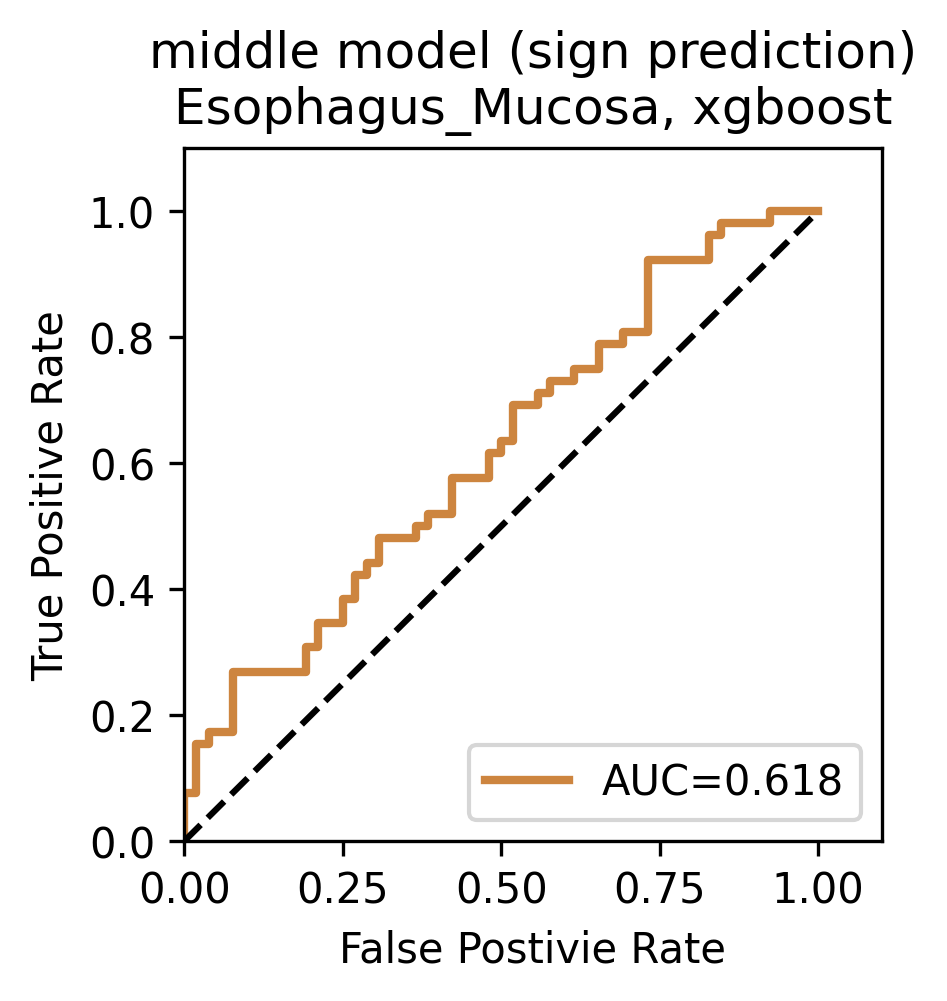 middle model (sign prediction)
Esophagus_Mucosa, xgboost
True Positive Rate
1.0
0.8
0.6
0.4
0.2
0.0
AUC=0.618
0.00 0.25 0.50 0.75 1.00
False Postivie Rate